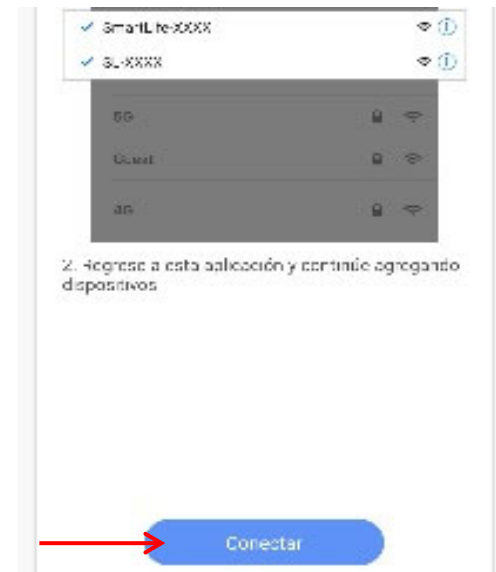 SmartLife-XXXX
SL-XXXX
5G
Guest
4G
2. Regrese a esta aplicación y continúe agregando
dispositivos
Conectar